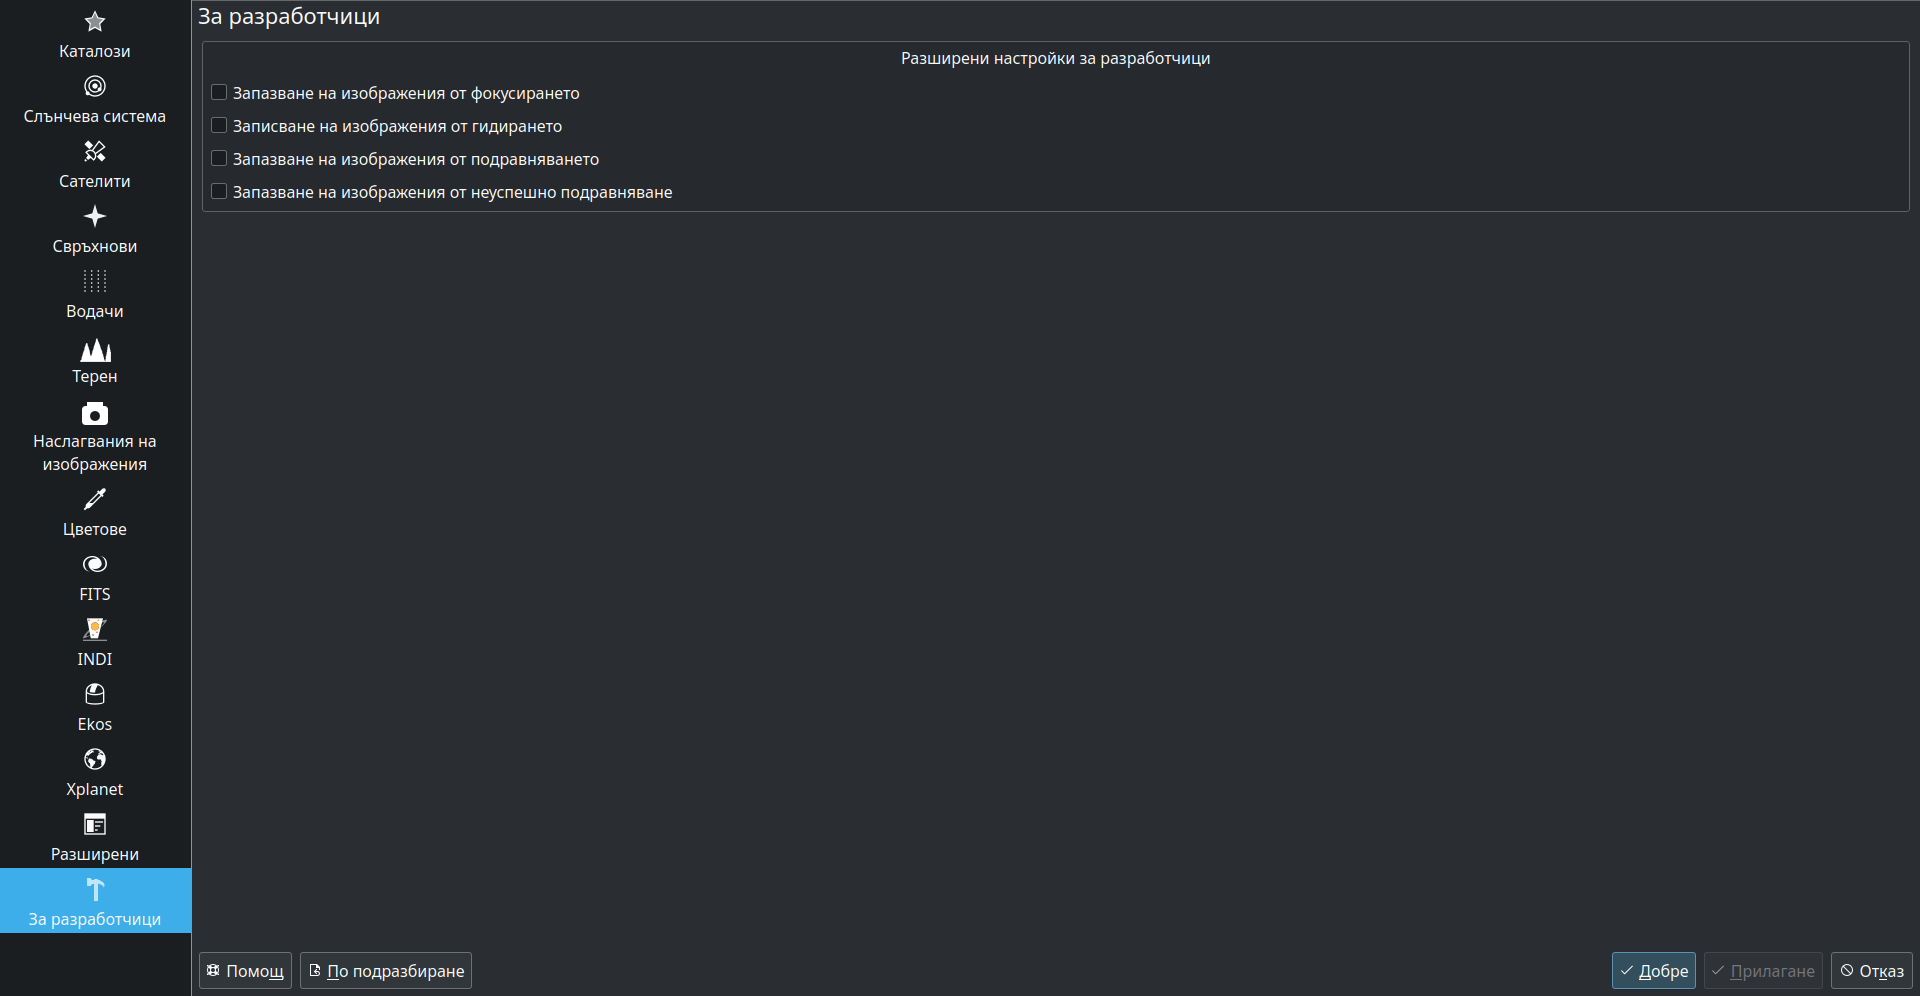 Каталози
Слънчева система
Сателити
Свръхнови
Водачи
Терен
Наслагвания на
изображения
Цветове
FITS
INDI
Ekos
Xplanet
Разширени
За разработчици
За разработчици
Разширени настройки за разработчици
Запазване на изображения от фокусирането
Записване на изображения от гидирането
Запазване на изображения от подравняването
Запазване на изображения от неуспешно подравняване
Помощ
По подразбиране
Добре
Прилагане
Отказ